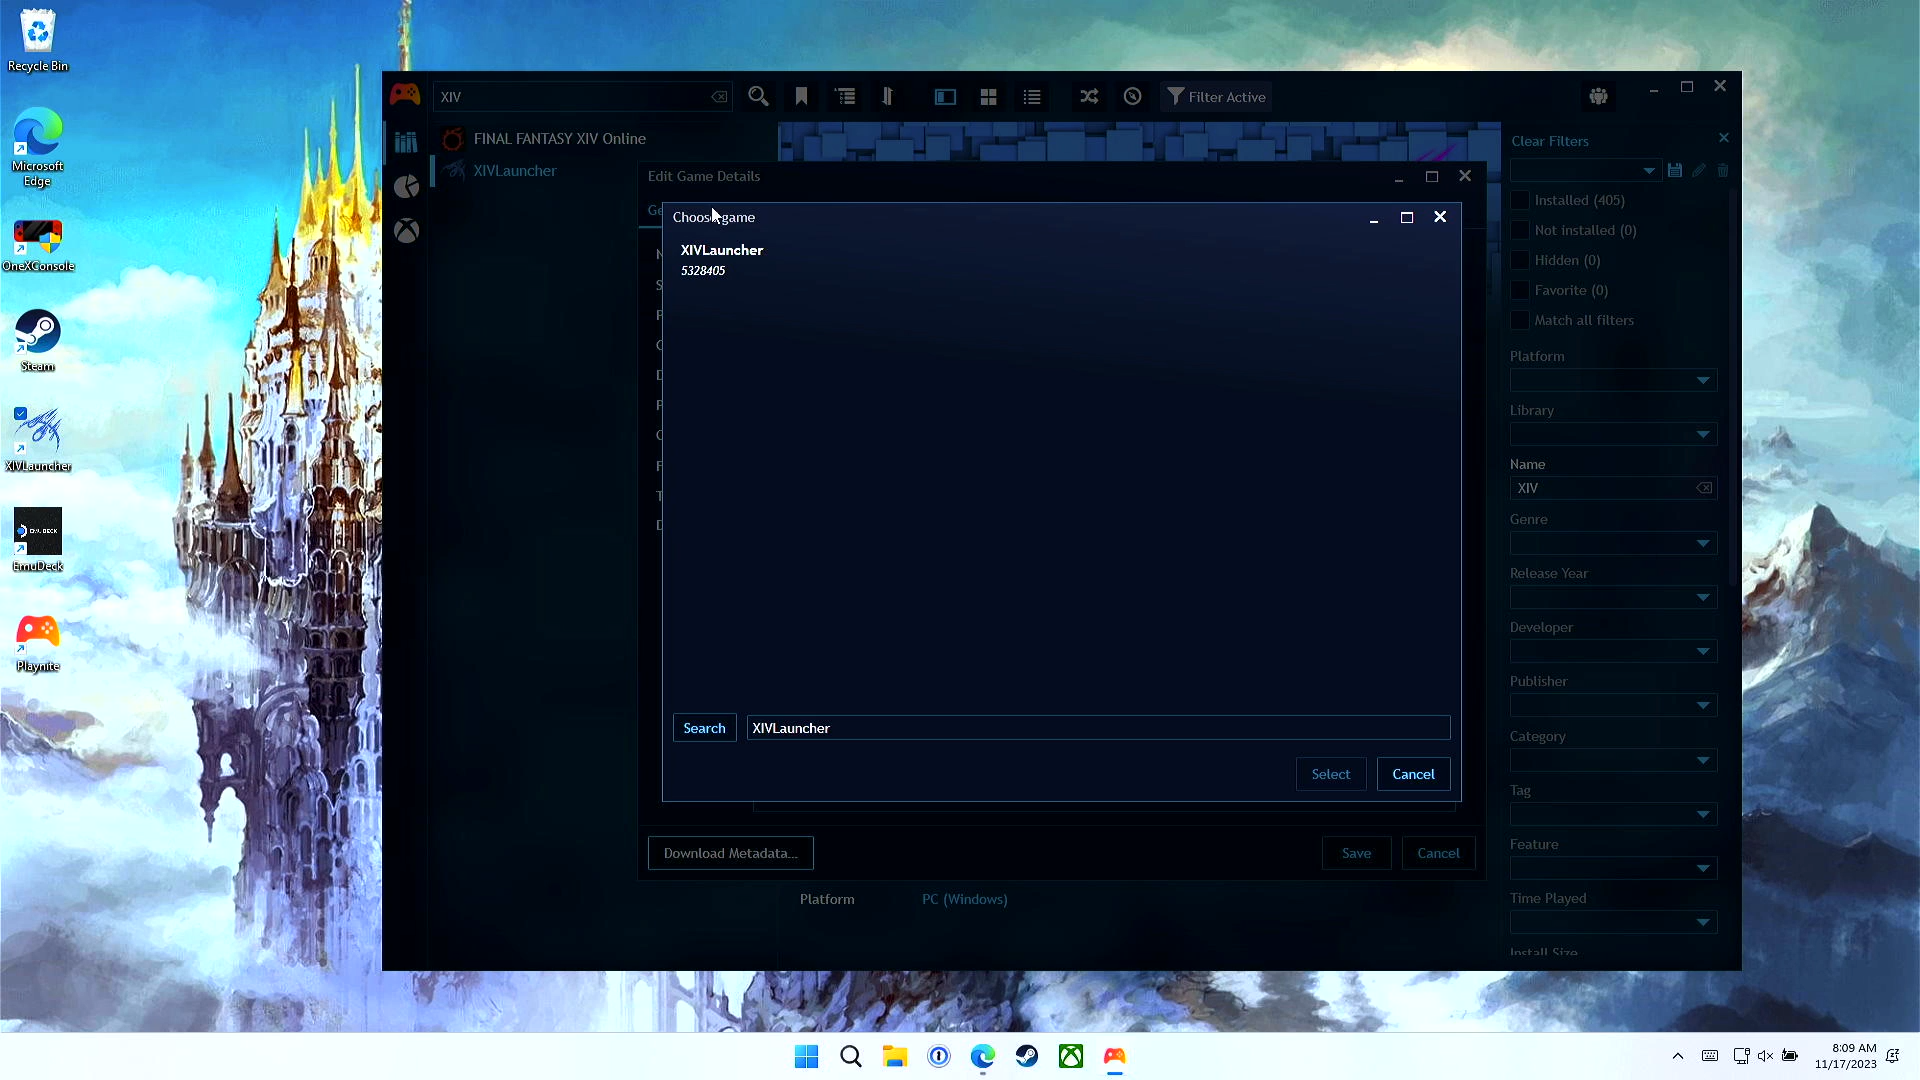 Recycle Bin
Microsoft
Edge
OneXConsole
Steam
XIVLauncher
EMU DECK
EmuDeck
Playnite
XIV
Filter Active
FINAL FANTASY XIV Online
XIVLauncher
Edit Game Details
Ge
Choose game
XIVLauncher
5328405
N
S
P
D
P
F
T
D
Search
XIVLauncher
Select
Cancel
Download Metadata...
Save
Cancel
Platform
PC (Windows)
Clear Filters
Installed (405)
Not installed (0)
Hidden (0)
Favorite (0)
Match all filters
Platform
Library
Name
XIV
Genre
Release Year
Developer
Publisher
Category
Tag
Feature
Time Played
Install Size
8:09 AM
11/17/2023